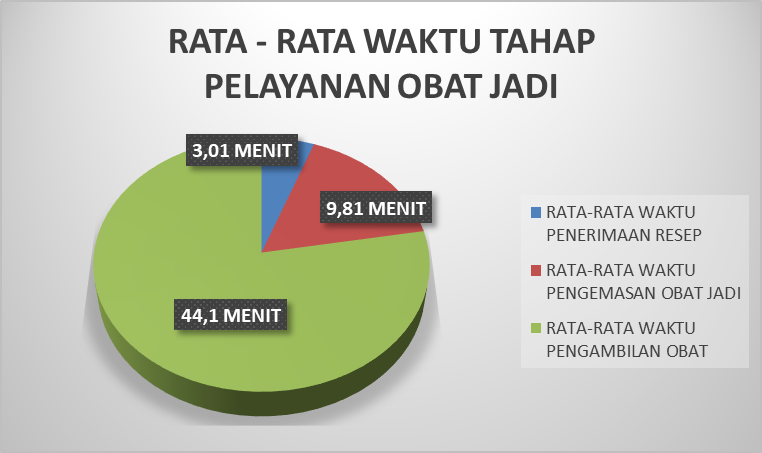 RATA - RATA WAKTU TAHAP
PELAYANAN OBAT JADI
3,01 MENIT
9,81 MENIT
44,1 MENIT
RATA-RATA WAKTU
PENERIMAAN RESEP
RATA-RATA WAKTU
PENGEMASAN OBAT JADI
RATA-RATA WAKTU
PENGAMBILAN OBAT